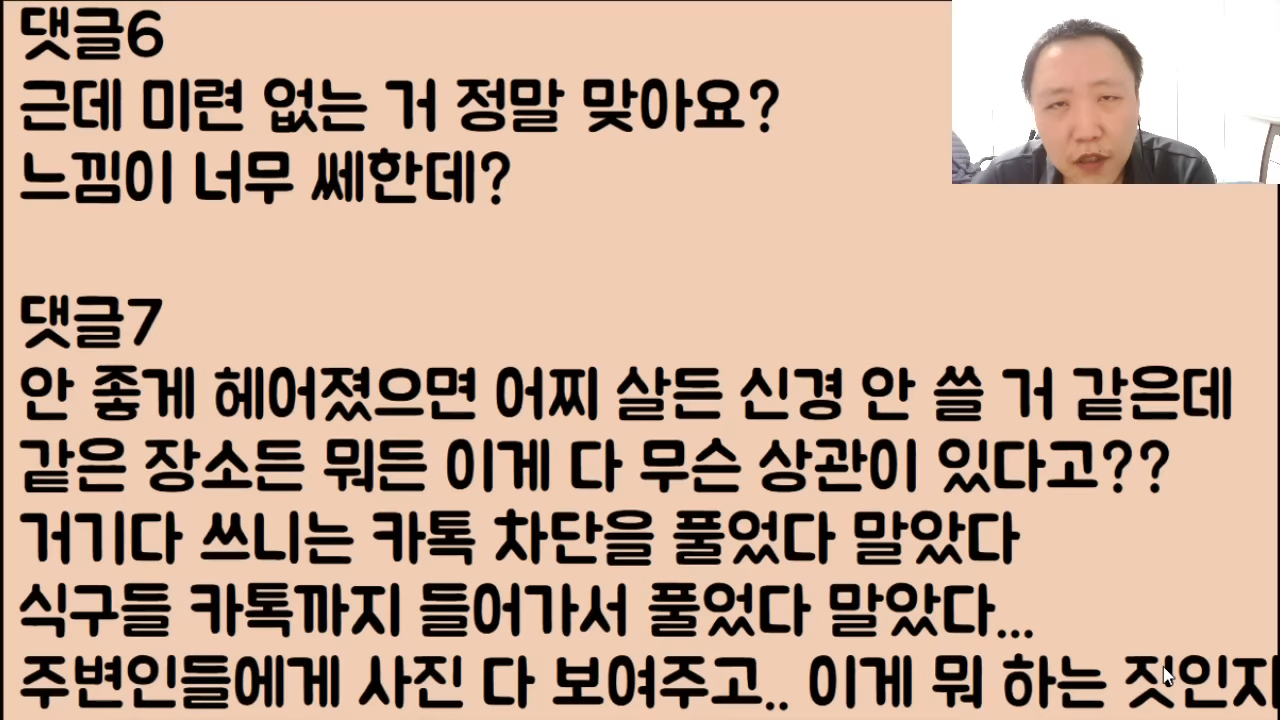 댓글6
근데 미련 없는 거 정말 맞아요?
느낌이 너무 쎄한데?
댓글7
안 좋게 헤어졌으면 어찌 살든 신경 안 쓸 거 같은데
같은 장소든 뭐든 이게 다 무슨 상관이 있다고??
거기다 쓰니는 카톡 차단을 풀었다 말았다
식구들 카톡까지 들어가서 풀었다 말았다...
주변인들에게 사진 다 보여주고.. 이게 뭐 하는 짓인지